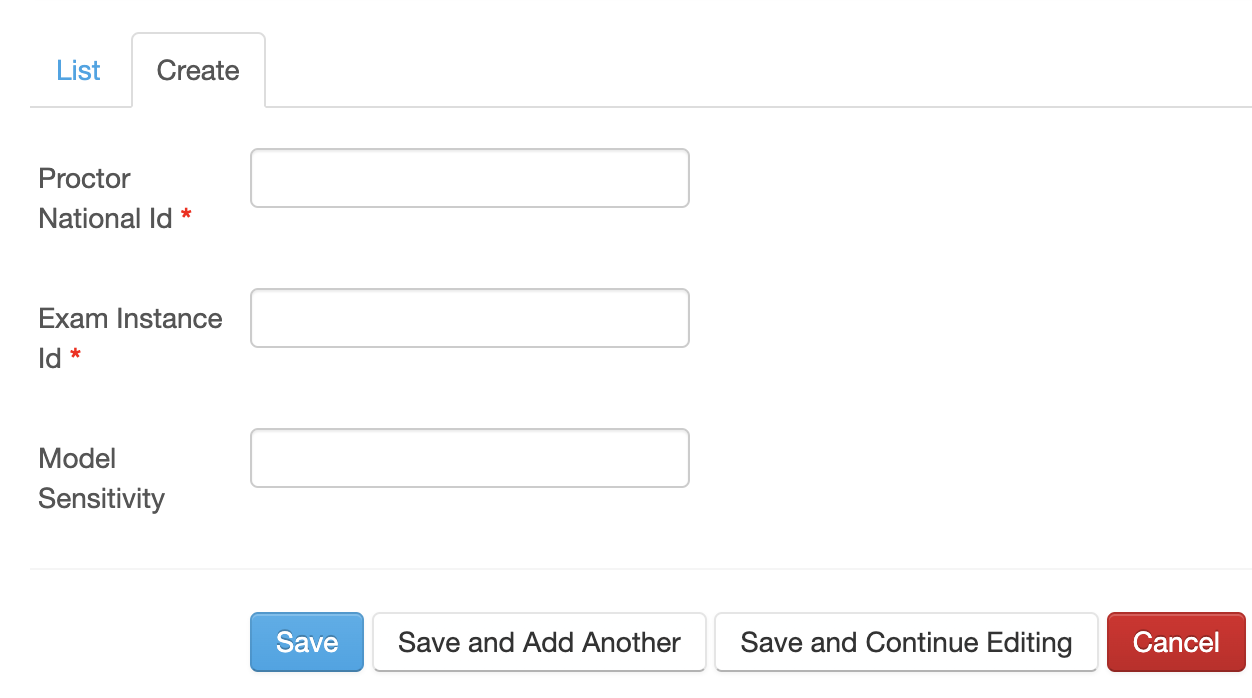 List Create
Proctor
National Id *
Exam Instance
Id *
Model
Sensitivity
Save Save and Add Another Save and Continue Editing Cancel